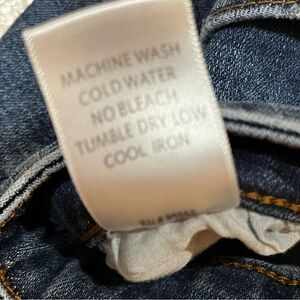 MACHINE WASH
COLD WATER
NO BLEACH
TUMBLE DRY LOW
COOL IRON